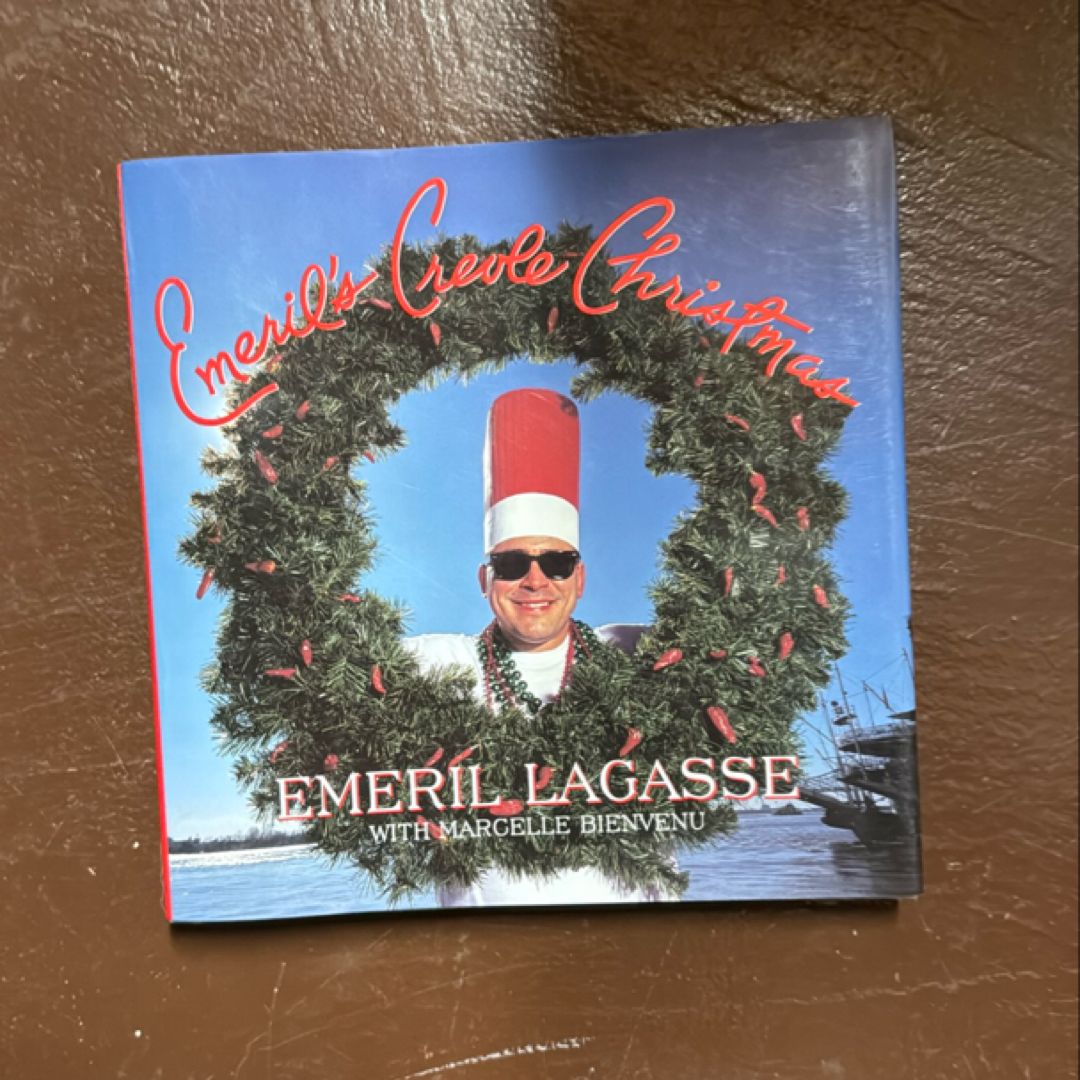 Emeril's Creole Christmas
EMERIL LAGASSE
WITH MARCELLE BIENVENU